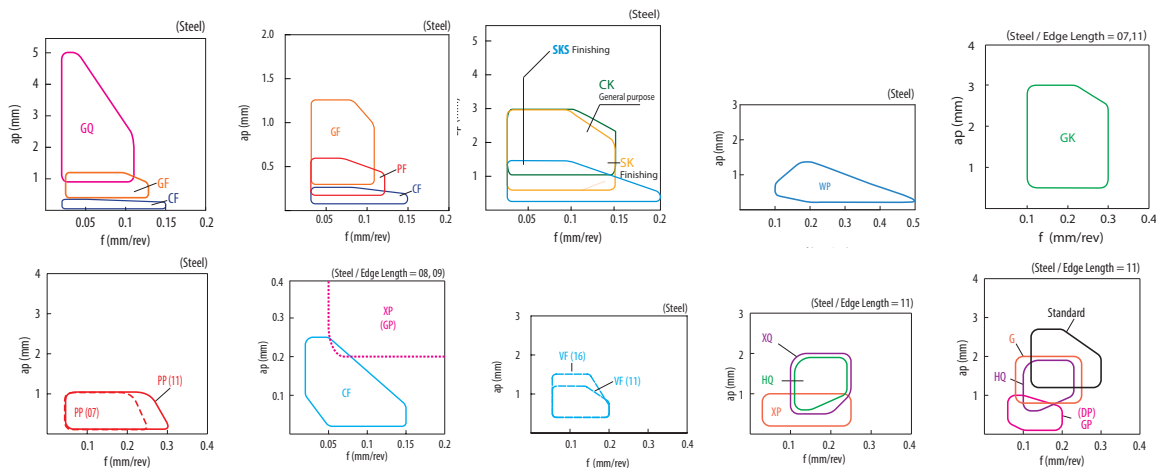 (Steel)
ap (mm)
5
4
3
2
1
GQ
GF
CF
0.05
0.1
0.15
0.2
f (mm/rev)
(Steel)
ap (mm)
2.0
1.5
1.0
0.5
GF
PF
CF
0.05
0.1
0.15
0.2
f (mm/rev)
(Steel)
ap (mm)
5
4
3
2
1
SKS Finishing
CK
General purpose
SK
Finishing
0.05
0.1
0.15
0.2
f (mm/rev)
(Steel)
ap (mm)
3
2
1
WP
0.1
0.2
0.3
0.4
0.5
(Steel / Edge Length = 07,11)
ap (mm)
4
3
2
1
GK
0.1
0.2
0.3
0.4
f (mm/rev)
(Steel)
ap (mm)
4
3
2
1
PP (11)
PP (07)
0.1
0.2
0.3
0.4
f (mm/rev)
(Steel / Edge Length = 08, 09)
ap (mm)
0.4
0.3
0.2
0.1
XP
(GP)
CF
0.05
0.1
0.15
0.2
f (mm/rev)
(Steel)
ap (mm)
3
2
1
VF (16)
VF (11)
0.1
0.2
0.3
0.4
f (mm/rev)
(Steel / Edge Length = 11)
ap (mm)
3
2
1
XQ
HQ
XP
0.1
0.2
0.3
0.4
f (mm/rev)
(Steel / Edge Length = 11)
ap (mm)
4
3
2
1
Standard
G
HQ
(DP)
GP
0.1
0.2
0.3
0.4
f (mm/rev)